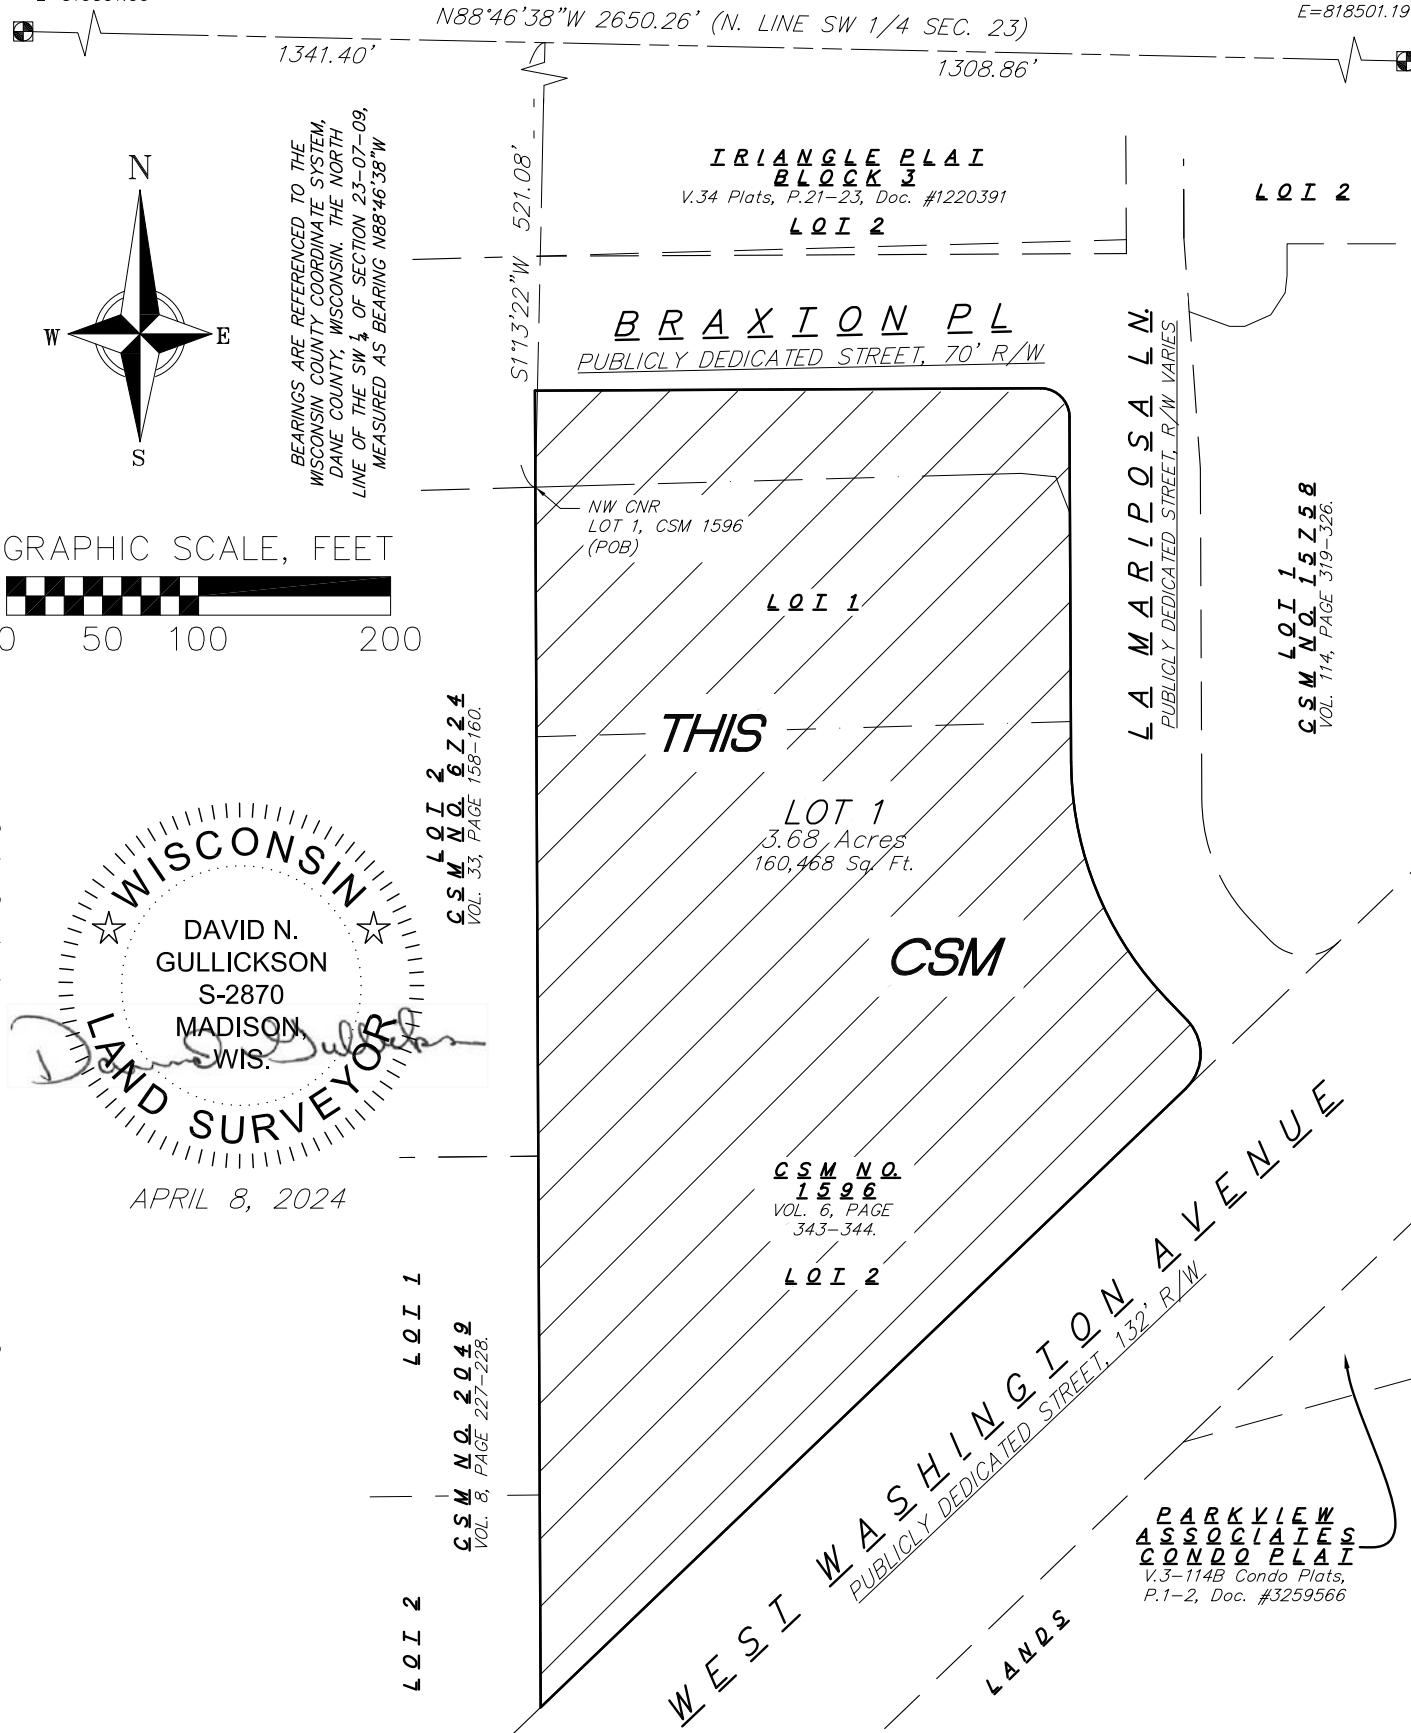 N88°46'38"W 2650.26' (N. LINE SW 1/4 SEC. 23)
E=818501.19
1341.40'
1308.86'
N
W
E
S
BEARINGS ARE REFERENCED TO THE
WISCONSIN COUNTY COORDINATE SYSTEM,
DANE COUNTY, WISCONSIN. THE NORTH
LINE OF THE SW ¼ OF SECTION 23-07-09,
MEASURED AS BEARING N88°46'38"W
S1°13'22"W 521.08'
TRIANGLE PLAT
BLOCK 3
V.34 Plats, P.21-23, Doc. #1220391
LOT 2
LOT 2
BRAXTON PL
PUBLICLY DEDICATED STREET, 70' R/W
LA MARIPOSA LN.
PUBLICLY DEDICATED STREET, R/W VARIES
LOT 1
CSM NO. 15758
VOL. 114, PAGE 319-326.
NW CNR
LOT 1, CSM 1596
(POB)
GRAPHIC SCALE, FEET
0 50 100 200
LOT 1
THIS
LOT 1
3.68 Acres
160,468 Sq. Ft.
CSM
LOT 2
CSM NO. 6724
VOL. 33, PAGE 158-160.
WISCONSIN
DAVID N.
GULLICKSON
S-2870
MADISON,
WIS.
LAND SURVEYOR
APRIL 8, 2024
CSM NO.
1596
VOL. 6, PAGE
343-344.
LOT 2
LOT 1
CSM NO. 2049
VOL. 8, PAGE 227-228.
LOT 2
WEST WASHINGTON AVENUE
PUBLICLY DEDICATED STREET, 132' R/W
PARKVIEW
ASSOCIATES
CONDO PLAT
V.3-114B Condo Plats,
P.1-2, Doc. #3259566
LANDS